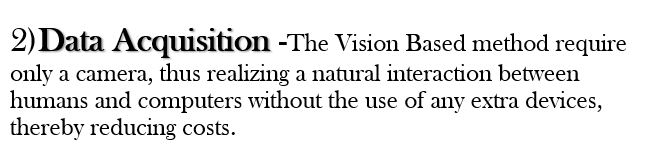 2)Data Acquisition -The Vision Based method require
only a camera, thus realizing a natural interaction between
humans and computers without the use of any extra devices,
thereby reducing costs.